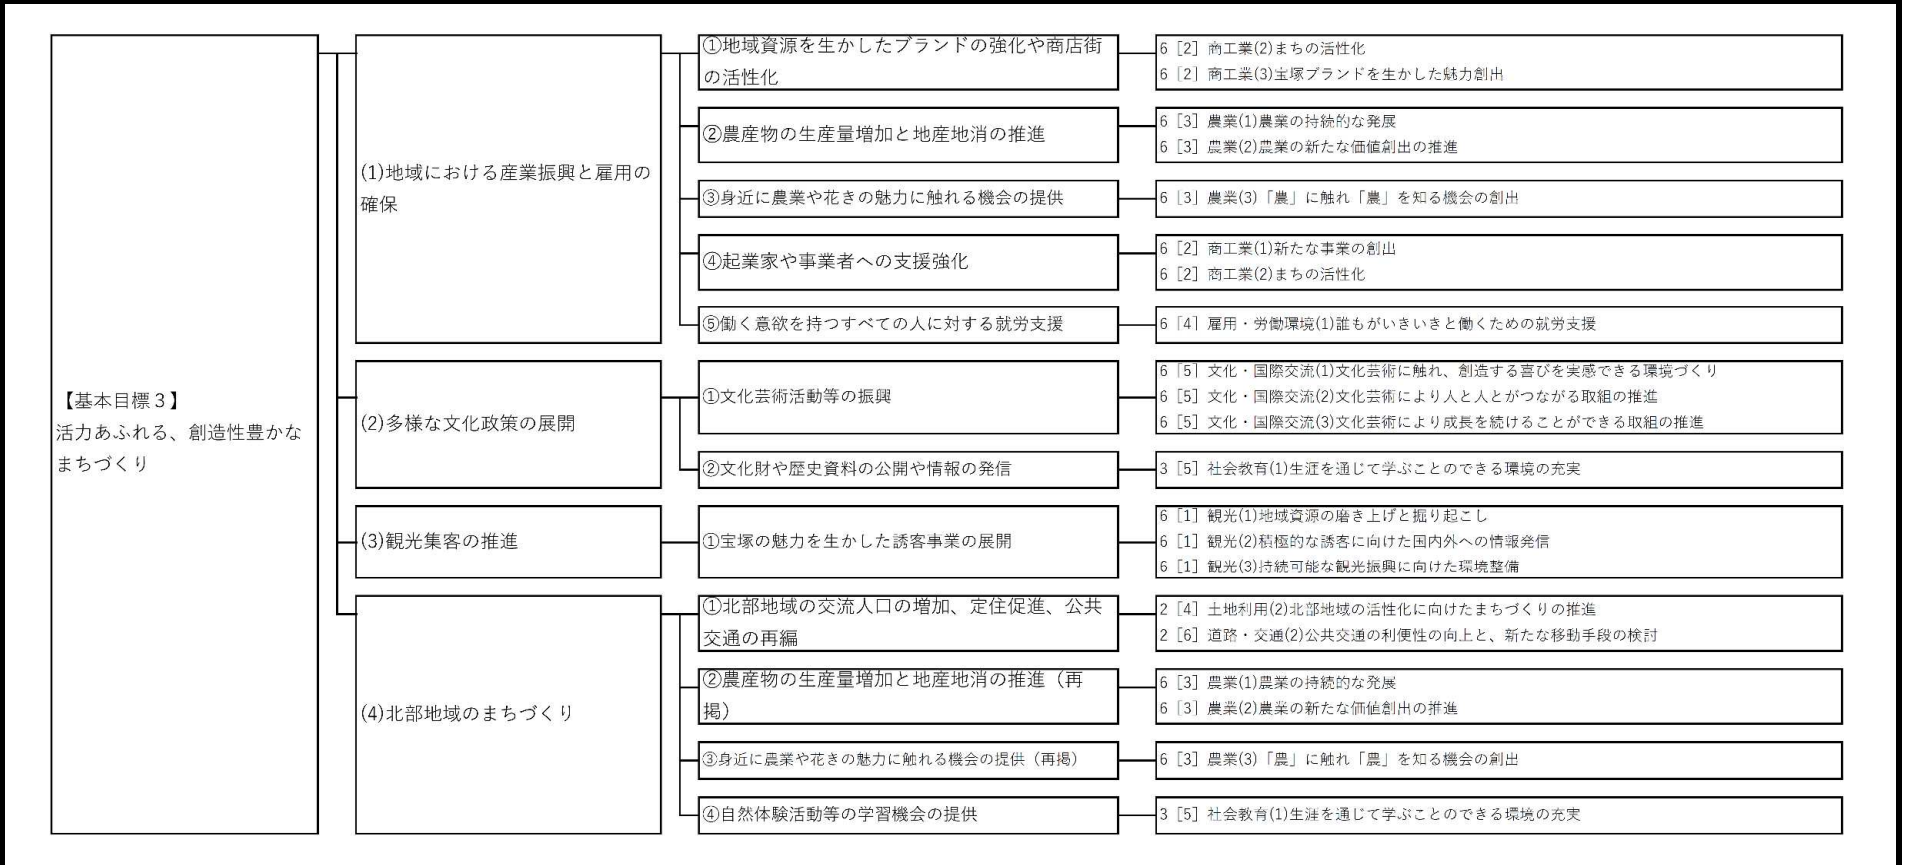 【基本目標３】
活力あふれる、創造性豊かな
まちづくり
(1)地域における産業振興と雇用の
確保
①地域資源を生かしたブランドの強化や商店街
の活性化
6［2］商工業(2)まちの活性化
6［2］商工業(3)宝塚ブランドを生かした魅力創出
②農産物の生産量増加と地産地消の推進
6［3］農業(1)農業の持続的な発展
6［3］農業(2)農業の新たな価値創出の推進
③身近に農業や花きの魅力に触れる機会の提供
6［3］農業(3)「農」に触れ「農」を知る機会の創出
④起業家や事業者への支援強化
6［2］商工業(1)新たな事業の創出
6［2］商工業(2)まちの活性化
⑤働く意欲を持つすべての人に対する就労支援
6［4］雇用・労働環境(1)誰もがいきいきと働くための就労支援
(2)多様な文化政策の展開
①文化芸術活動等の振興
6［5］文化・国際交流(1)文化芸術に触れ、創造する喜びを実感できる環境づくり
6［5］文化・国際交流(2)文化芸術により人と人とがつながる取組の推進
6［5］文化・国際交流(3)文化芸術により成長を続けることができる取組の推進
②文化財や歴史資料の公開や情報の発信
3［5］社会教育(1)生涯を通じて学ぶことのできる環境の充実
(3)観光集客の推進
①宝塚の魅力を生かした誘客事業の展開
6［1］観光(1)地域資源の磨き上げと掘り起こし
6［1］観光(2)積極的な誘客に向けた国内外への情報発信
6［1］観光(3)持続可能な観光振興に向けた環境整備
(4)北部地域のまちづくり
①北部地域の交流人口の増加、定住促進、公共
交通の再編
2［4］土地利用(2)北部地域の活性化に向けたまちづくりの推進
2［6］道路・交通(2)公共交通の利便性の向上と、新たな移動手段の検討
②農産物の生産量増加と地産地消の推進（再
掲）
6［3］農業(1)農業の持続的な発展
6［3］農業(2)農業の新たな価値創出の推進
③身近に農業や花きの魅力に触れる機会の提供（再掲）
6［3］農業(3)「農」に触れ「農」を知る機会の創出
④自然体験活動等の学習機会の提供
3［5］社会教育(1)生涯を通じて学ぶことのできる環境の充実